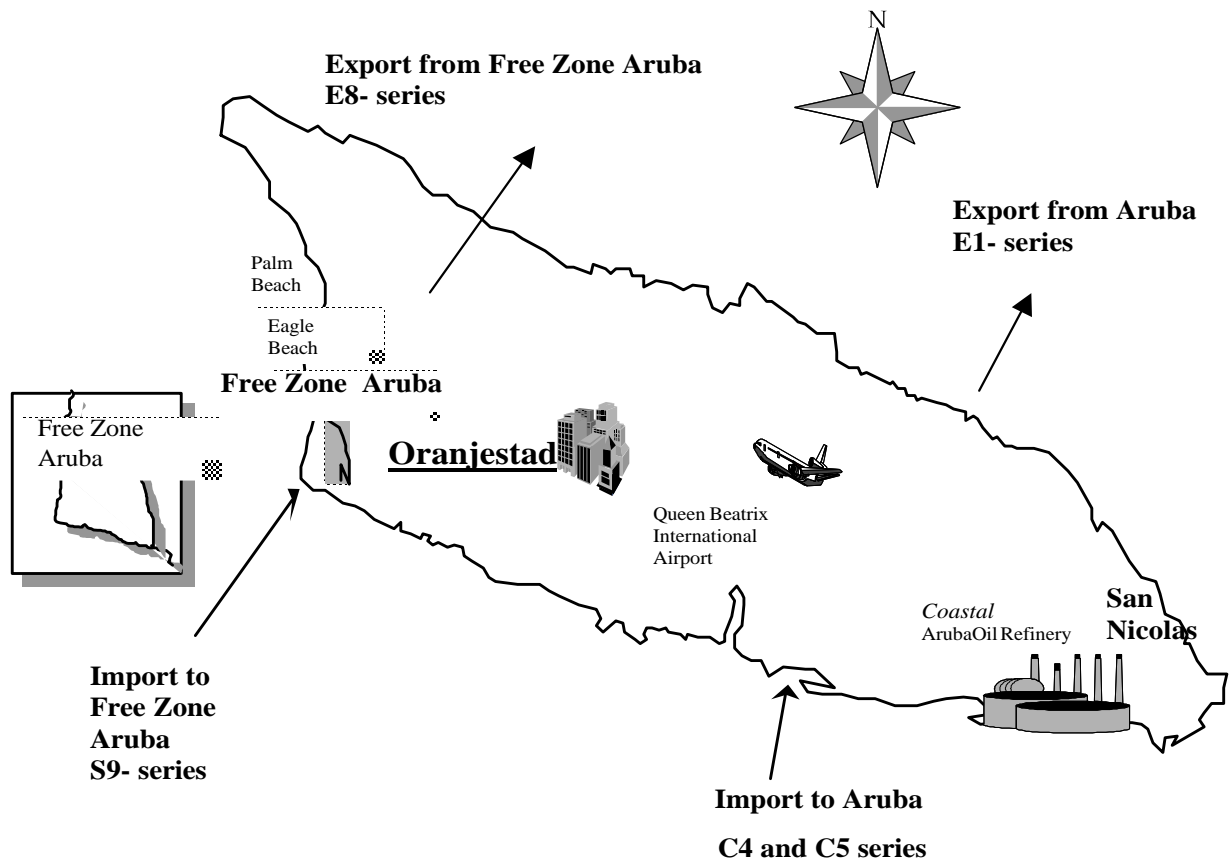 N
Export from Free Zone Aruba
E8- series
Export from Aruba
E1- series
Palm
Beach
Eagle
Beach
Free Zone Aruba
Free Zone
Aruba
Oranjestad
Queen Beatrix
International
Airport
Coastal
ArubaOil Refinery
San
Nicolas
Import to
Free Zone
Aruba
S9- series
Import to Aruba
C4 and C5 series